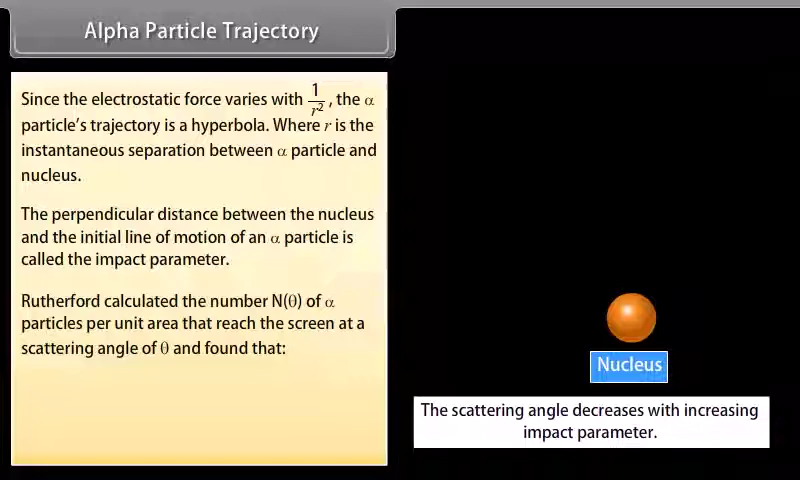 Alpha Particle Trajectory
Since the electrostatic force varies with 1/r², the α
particle's trajectory is a hyperbola. Where r is the
instantaneous separation between α particle and
nucleus.
The perpendicular distance between the nucleus
and the initial line of motion of an α particle is
called the impact parameter.
Rutherford calculated the number N(θ) of α
particles per unit area that reach the screen at a
scattering angle of θ and found that:
Nucleus
The scattering angle decreases with increasing
impact parameter.